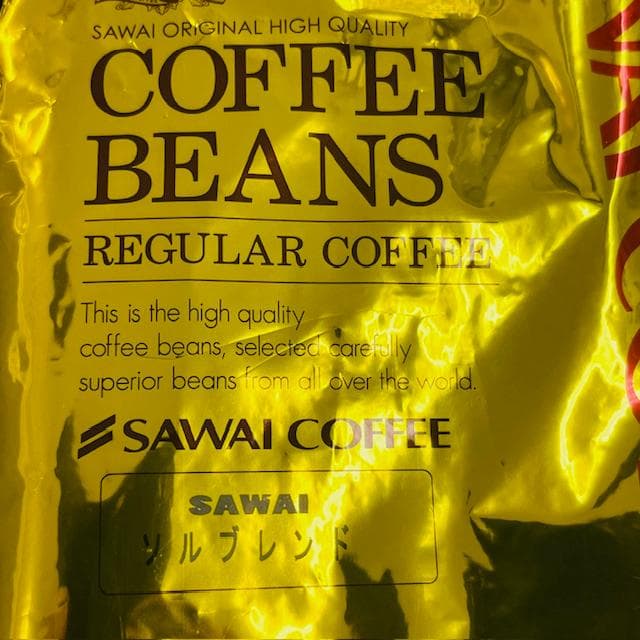 SAWAI ORIGINAL HIGH QUALITY
COFFEE
BEANS
REGULAR COFFEE
This is the high quality
coffee beans, selected carefully
superior beans from all over the world.
SAWAI COFFEE
SAWAI
ソルブレンド